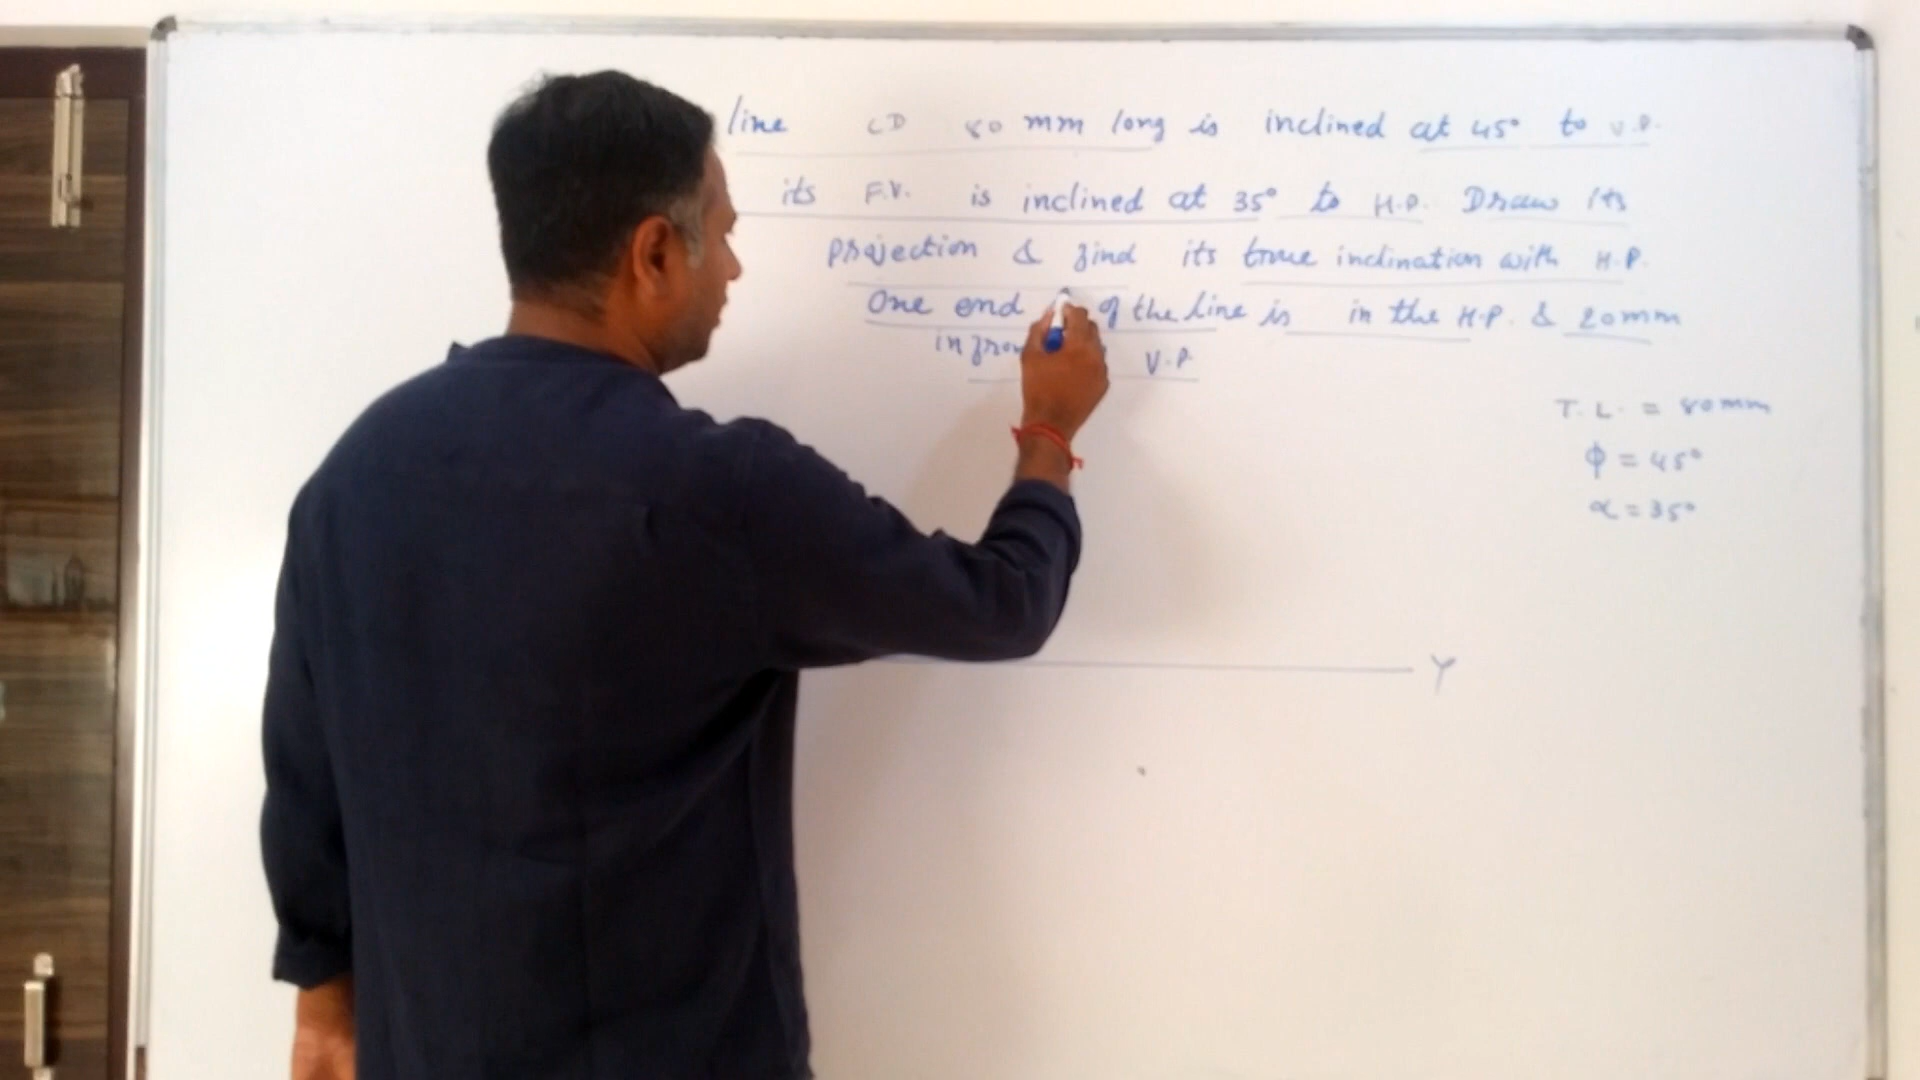 line CD 80 mm long is inclined at 45° to V.P.
its F.V. is inclined at 35° to H.P. Draw its
projection & find its true inclination with H.P.
One end of the line is in the H.P. & 20mm
in V.P
T.L. = 80mm
φ = 45°
α = 35°
Y